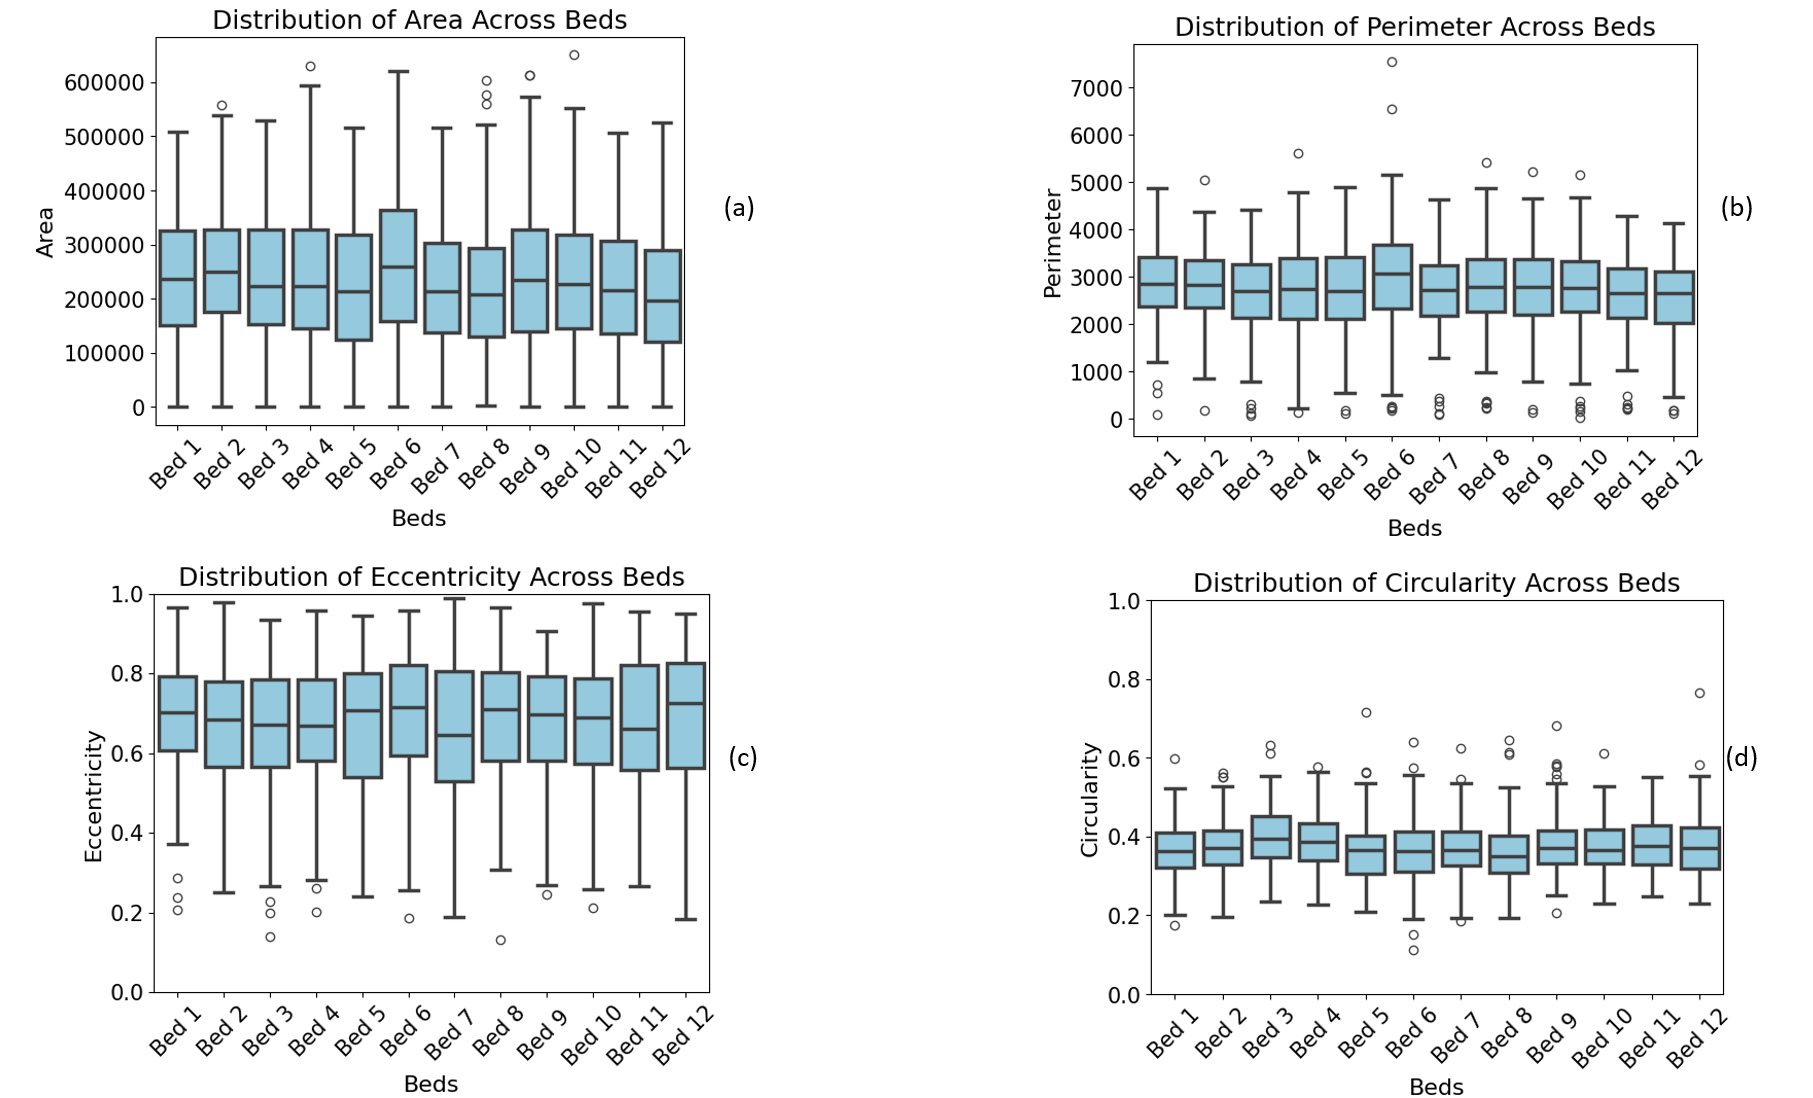 Distribution of Area Across Beds
600000
500000
400000
300000
200000
100000
0
Area
Bed 1 Bed 2 Bed 3 Bed 4 Bed 5 Bed 6 Bed 7 Bed 8 Bed 9 Bed 10 Bed 11 Bed 12
Beds
(a)
Distribution of Perimeter Across Beds
7000
6000
5000
4000
3000
2000
1000
0
Perimeter
Bed 1 Bed 2 Bed 3 Bed 4 Bed 5 Bed 6 Bed 7 Bed 8 Bed 9 Bed 10 Bed 11 Bed 12
Beds
(b)
Distribution of Eccentricity Across Beds
1.0
0.8
0.6
0.4
0.2
0.0
Eccentricity
Bed 1 Bed 2 Bed 3 Bed 4 Bed 5 Bed 6 Bed 7 Bed 8 Bed 9 Bed 10 Bed 11 Bed 12
Beds
(c)
Distribution of Circularity Across Beds
1.0
0.8
0.6
0.4
0.2
0.0
Circularity
Bed 1 Bed 2 Bed 3 Bed 4 Bed 5 Bed 6 Bed 7 Bed 8 Bed 9 Bed 10 Bed 11 Bed 12
Beds
(d)